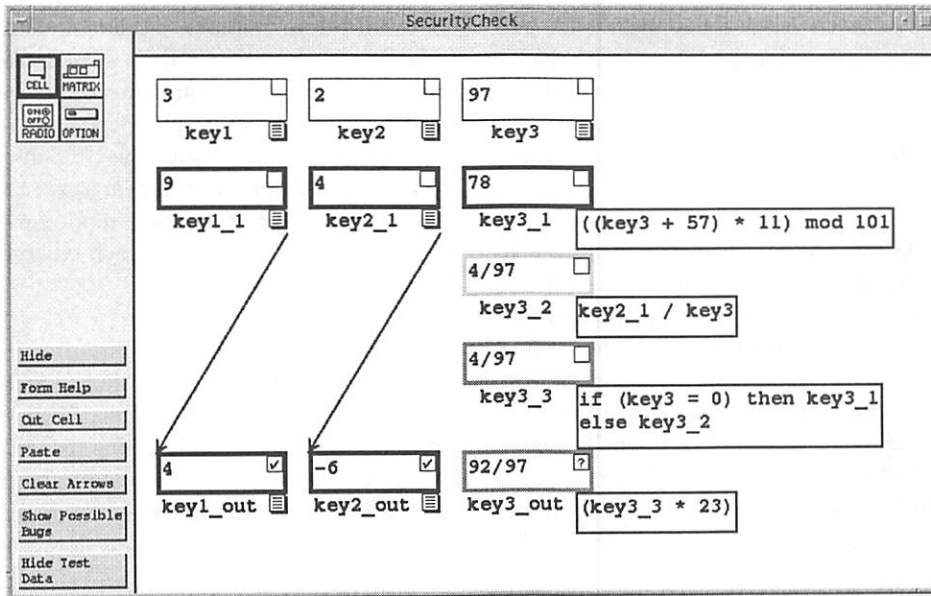 SecurityCheck
CELL
MATRIX
ON
OFF
RADIO
OPTION
3
2
97
key1
key2
key3
9
4
78
key1_1
key2_1
key3_1
((key3 + 57) * 11) mod 101
4/97
key3_2
key2_1 / key3
4/97
key3_3
if (key3 = 0) then key3_1
else key3_2
4
-6
92/97
?
key1_out
key2_out
key3_out
(key3_3 * 23)
Hide
Form Help
Cut Cell
Paste
Clear Arrows
Show Possible
Bugs
Hide Test
Data